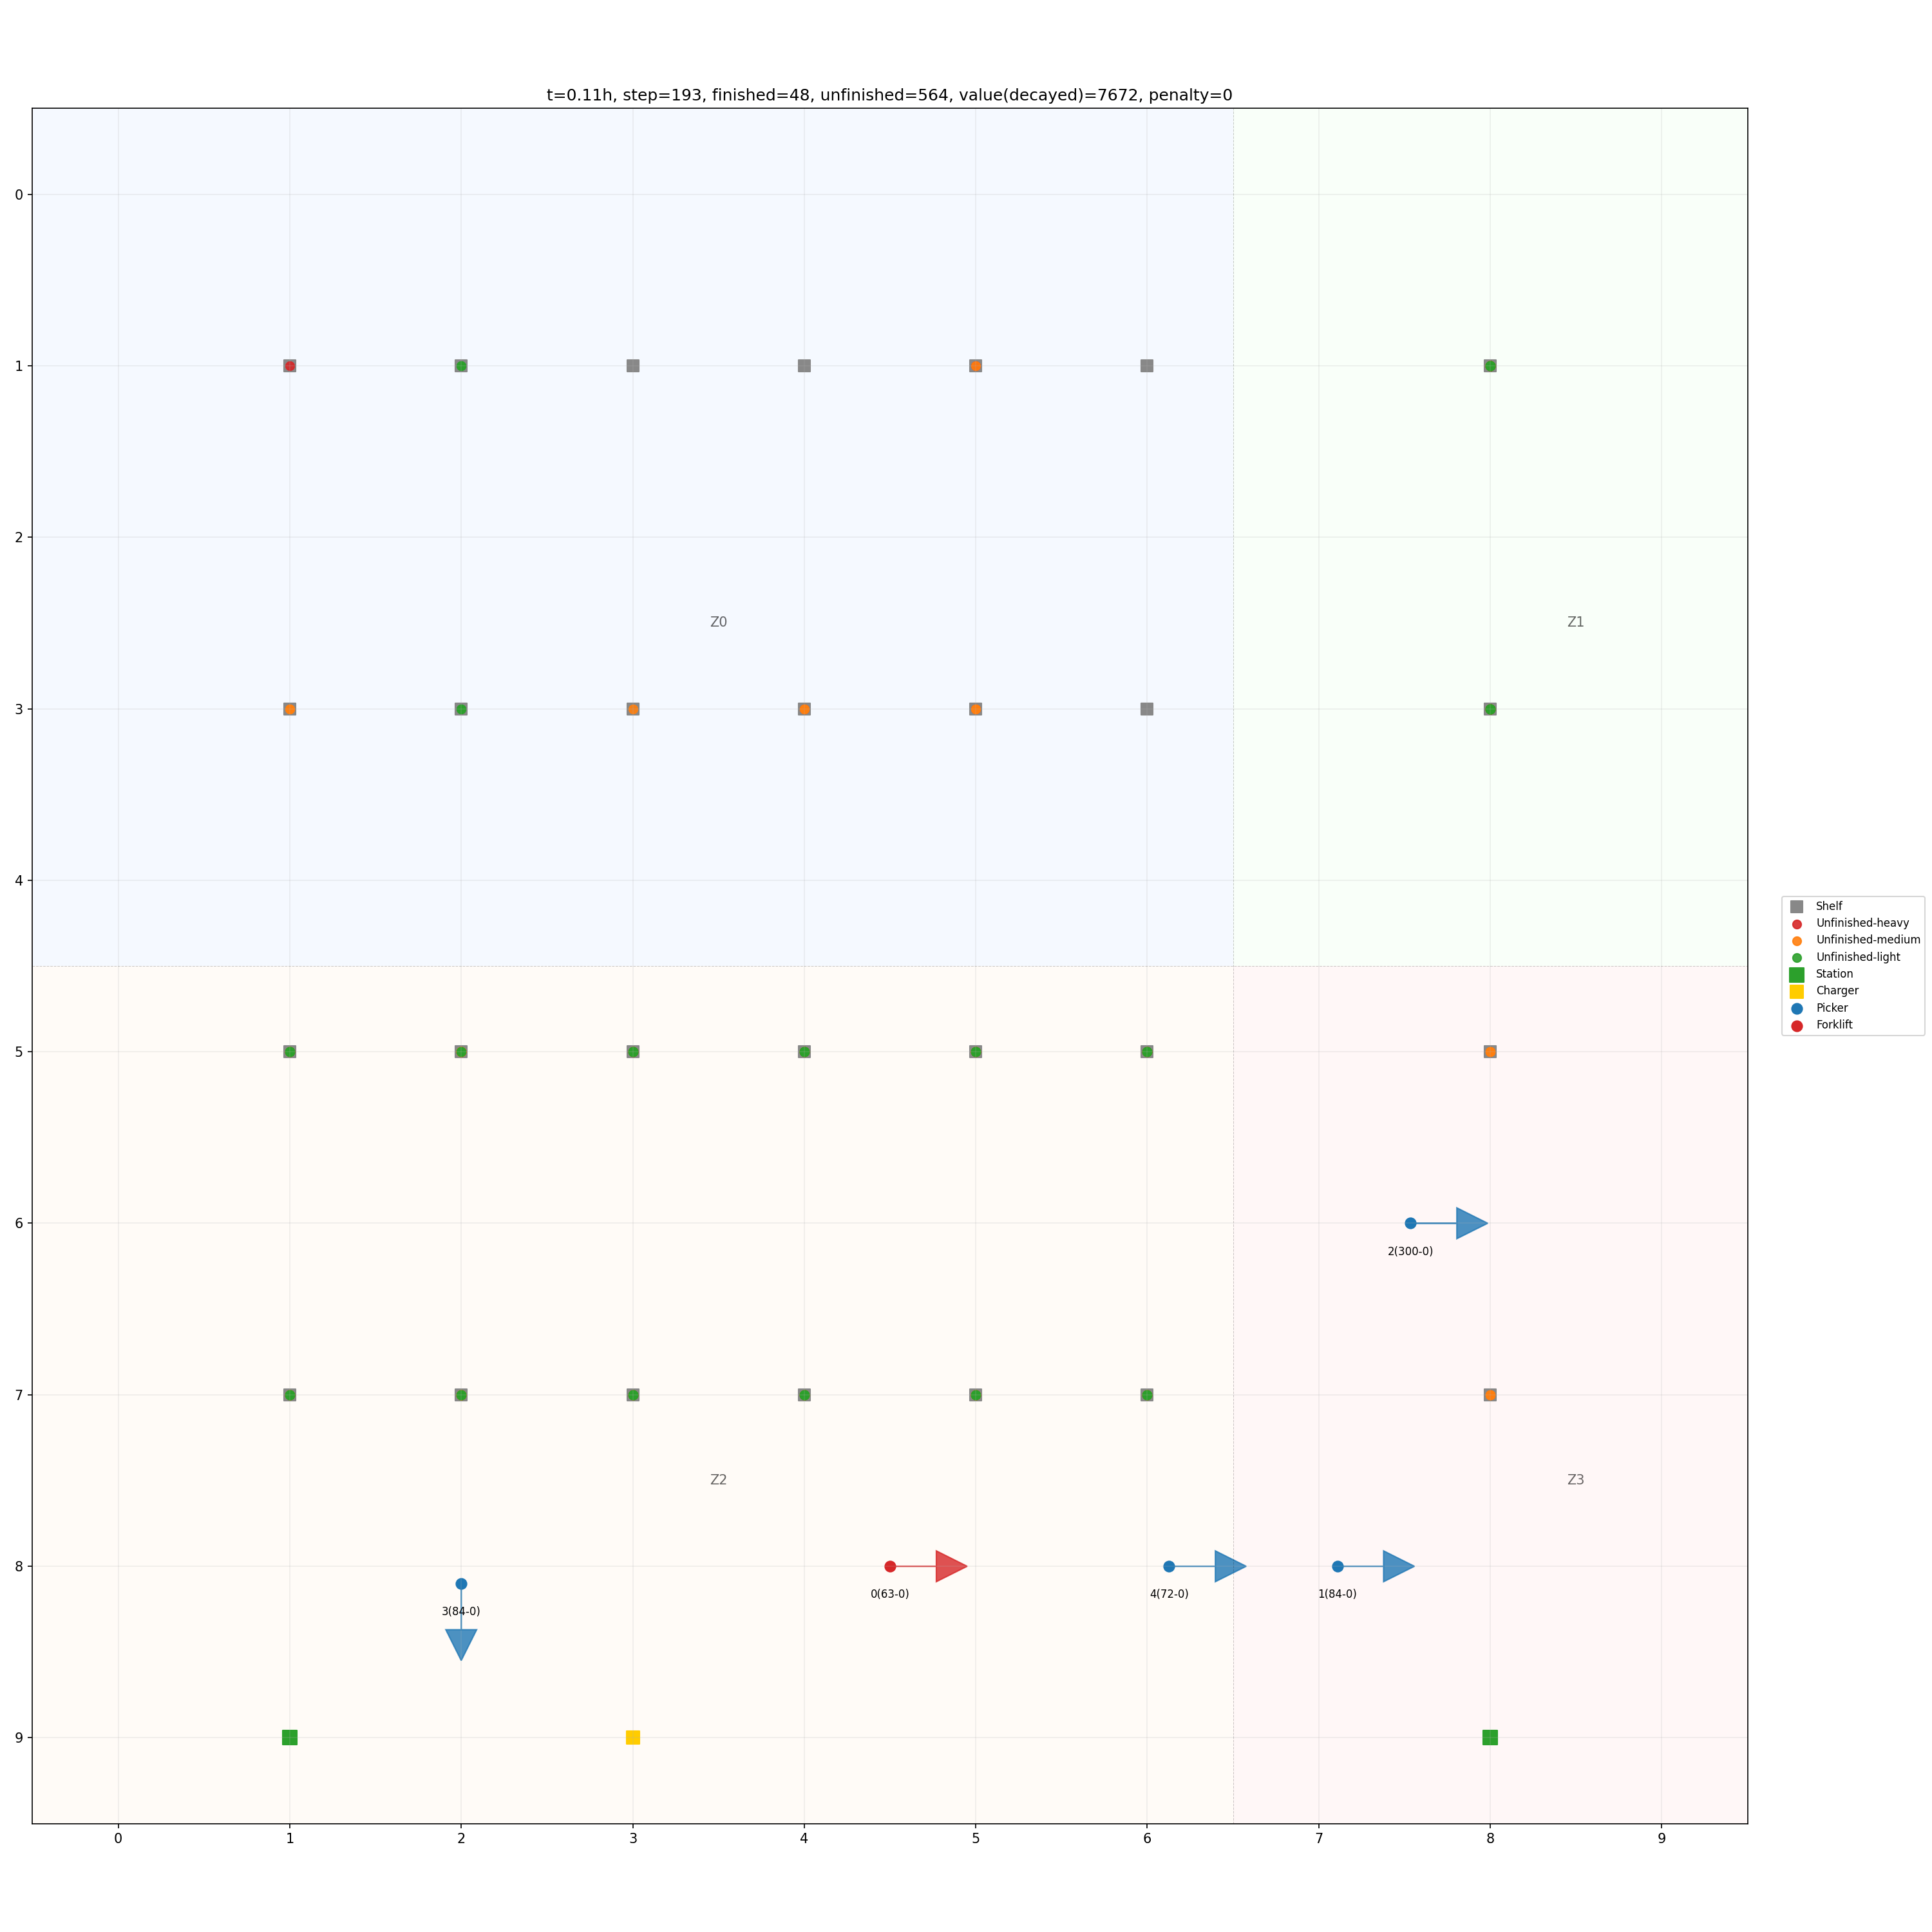 t=0.11h, step=193, finished=48, unfinished=564, value(decayed)=7672, penalty=0
0
1
2
Z0
Z1
3
4
Shelf
Unfinished-heavy
Unfinished-medium
Unfinished-light
Station
Charger
Picker
Forklift
5
6
2(300-0)
7
Z2
Z3
8
0(63-0)
4(72-0)
1(84-0)
3(84-0)
9
0 1 2 3 4 5 6 7 8 9